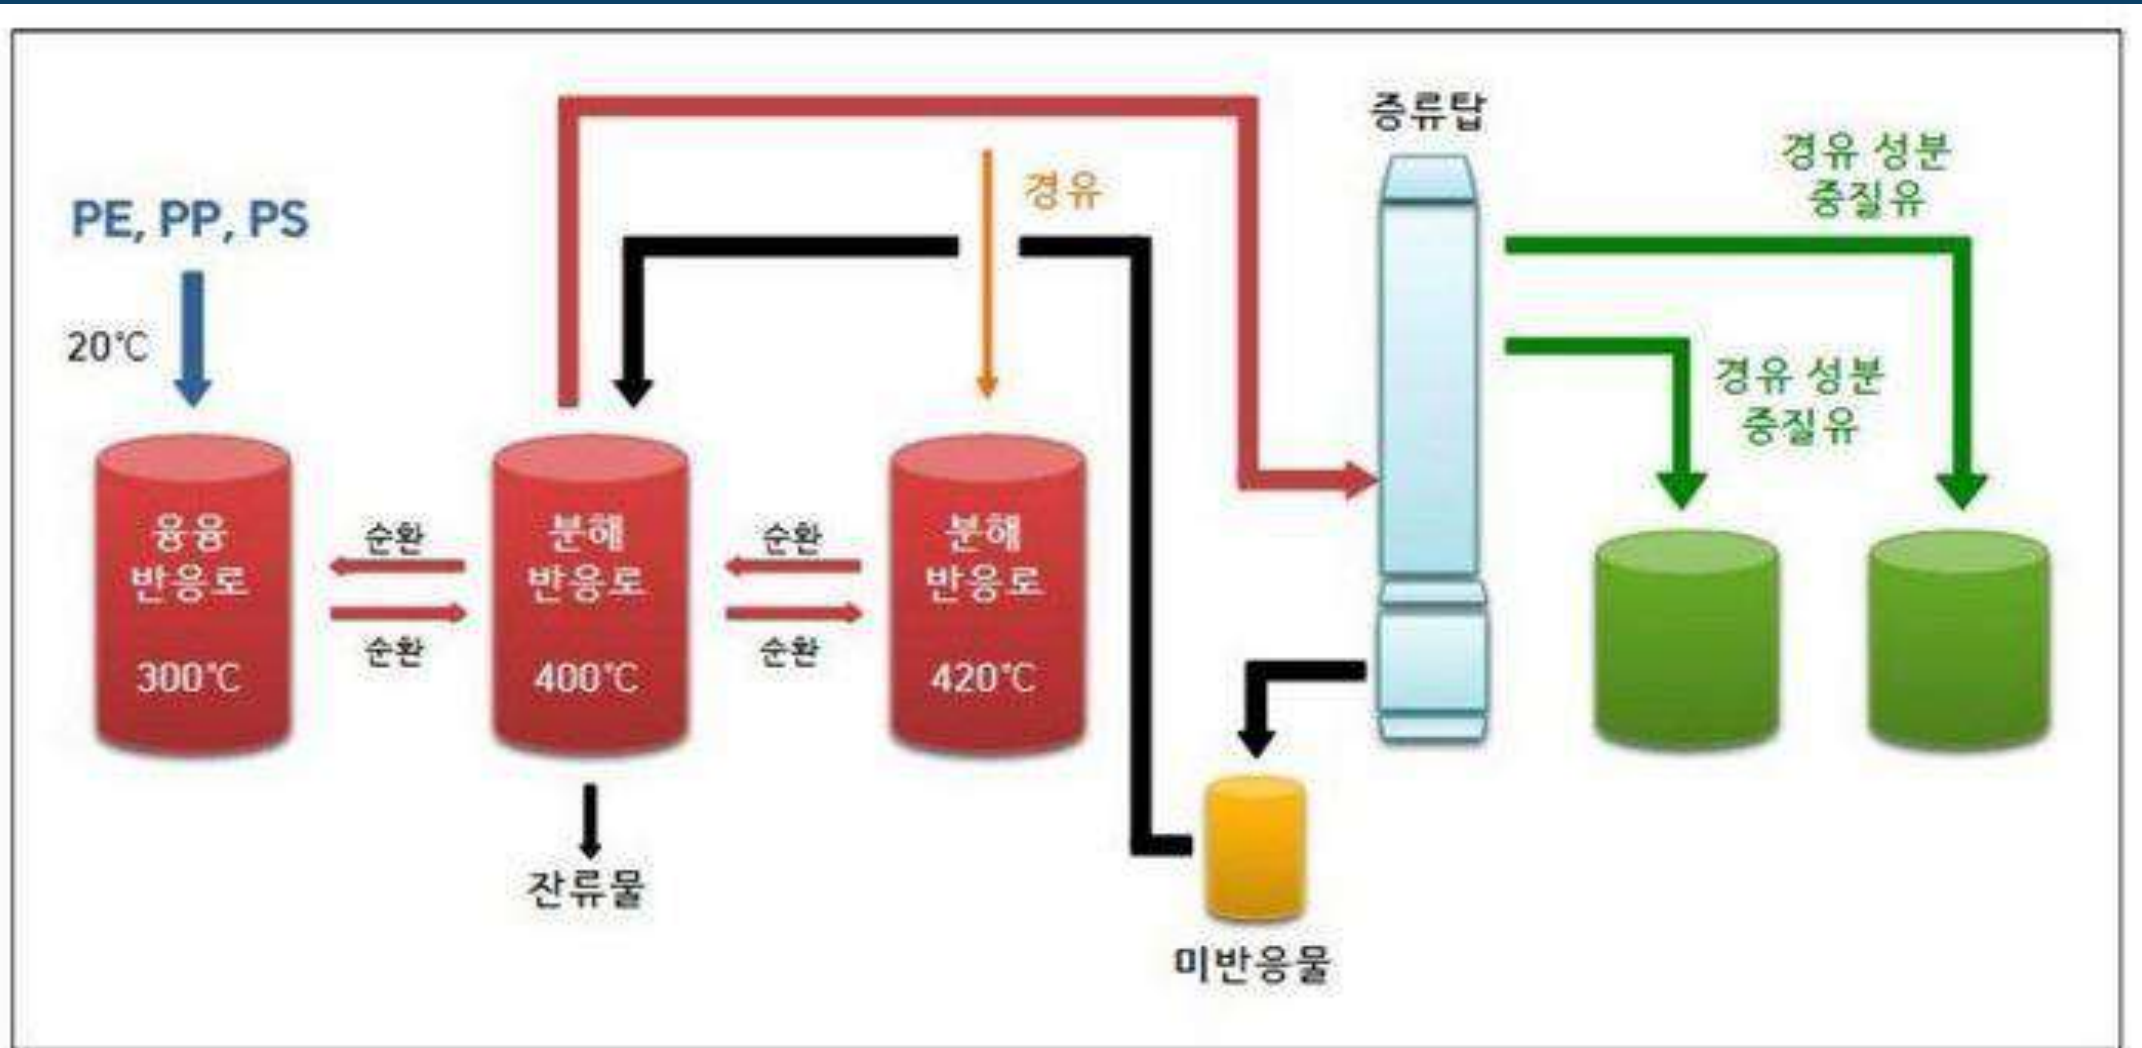 PE, PP, PS
20℃
용융
반응로
300℃
순환
순환
분해
반응로
400℃
잔류물
순환
순환
경유
분해
반응로
420℃
증류탑
미반응물
경유 성분
중질유
경유 성분
중질유